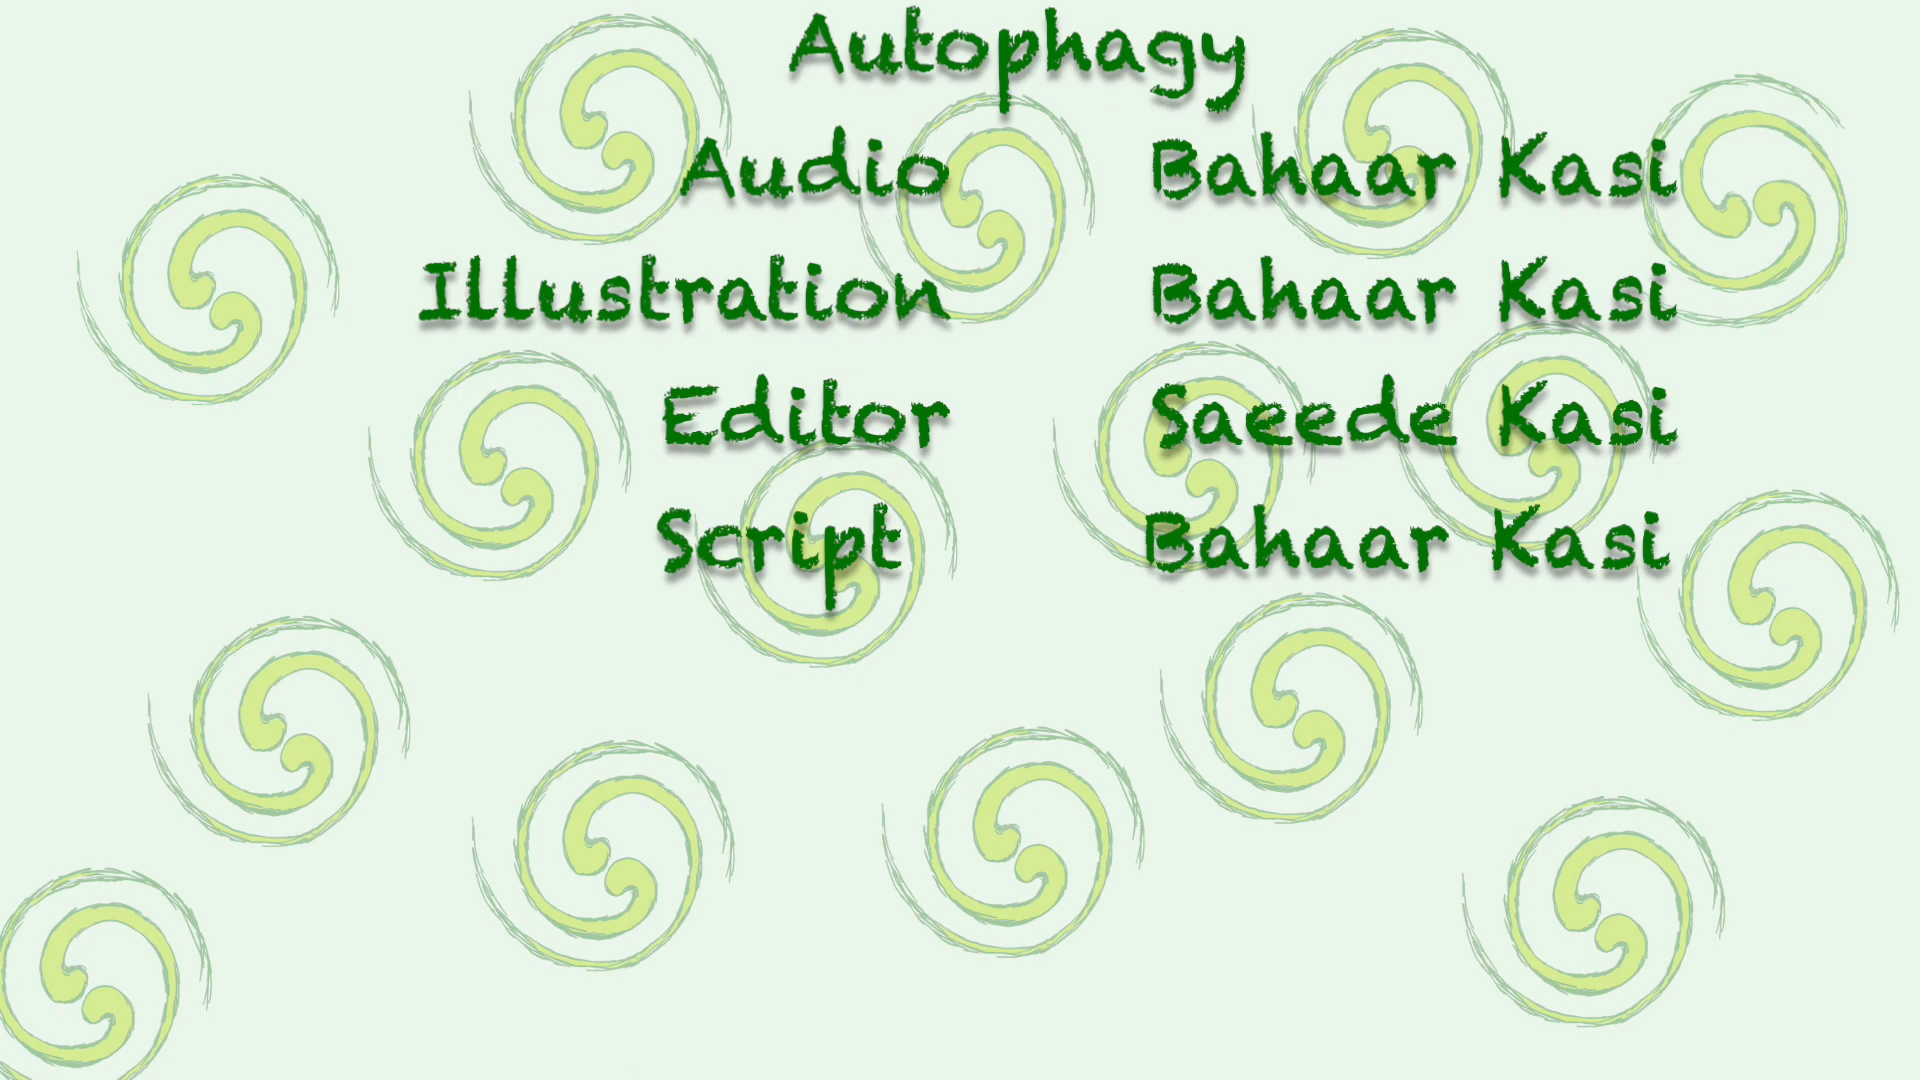 Autophagy
Audio Bahaar Kasi
Illustration Bahaar Kasi
Editor Saeede Kasi
Script Bahaar Kasi